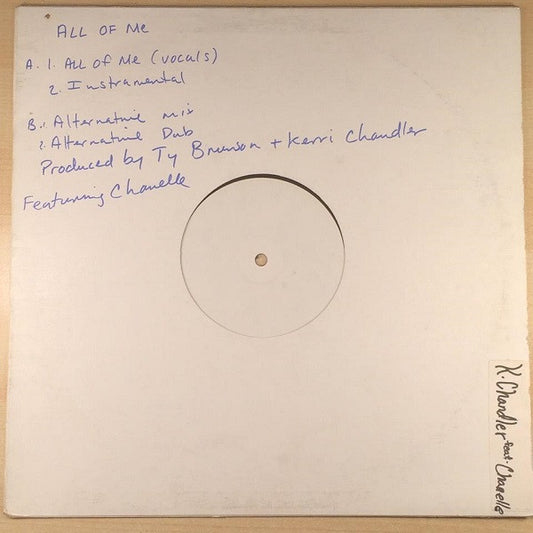 ALL OF Me
A. 1. ALL OF Me (vocals)
2. Instramental
B. 1 Alternative mix
2 Alternative Dub
Produced by Ty Brunson + Kerri Chandler
Featuring Chanelle
K. Chandler feat. Chanelle